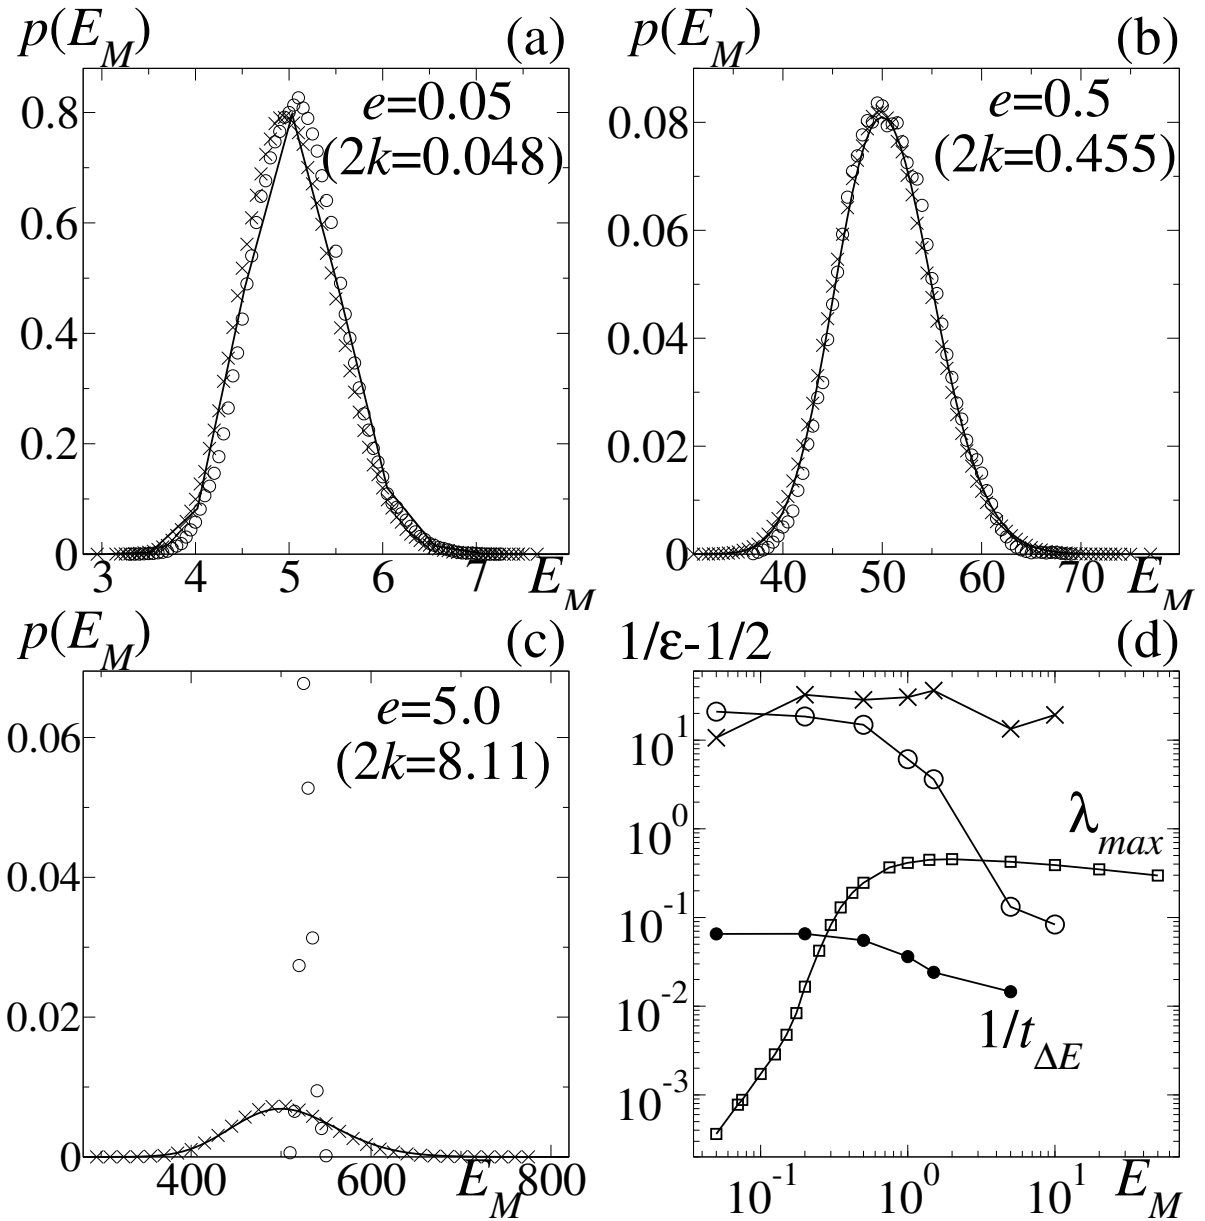 p(E_M) (a)
e=0.05
(2k=0.048)
0.8
0.6
0.4
0.2
0
3 4 5 6 7 E_M
p(E_M) (b)
e=0.5
(2k=0.455)
0.08
0.06
0.04
0.02
0
40 50 60 70 E_M
p(E_M) (c)
e=5.0
(2k=8.11)
0.06
0.04
0.02
0
400 600 800 E_M
1/ε-1/2 (d)
10^1
10^0
10^-1
10^-2
10^-3
λ_max
1/t_ΔE
10^-1 10^0 10^1 E_M